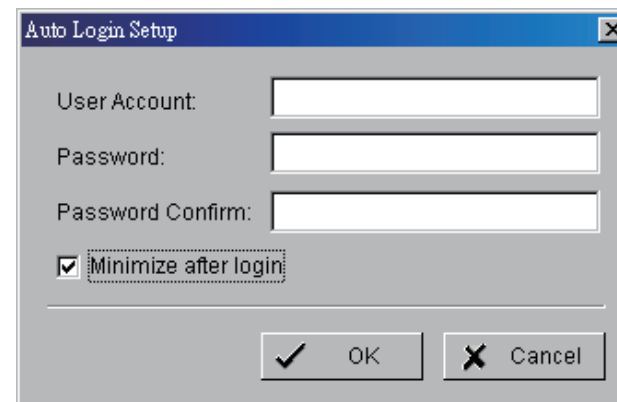 Auto Login Setup
User Account:
Password:
Password Confirm:
Minimize after login
OK
Cancel